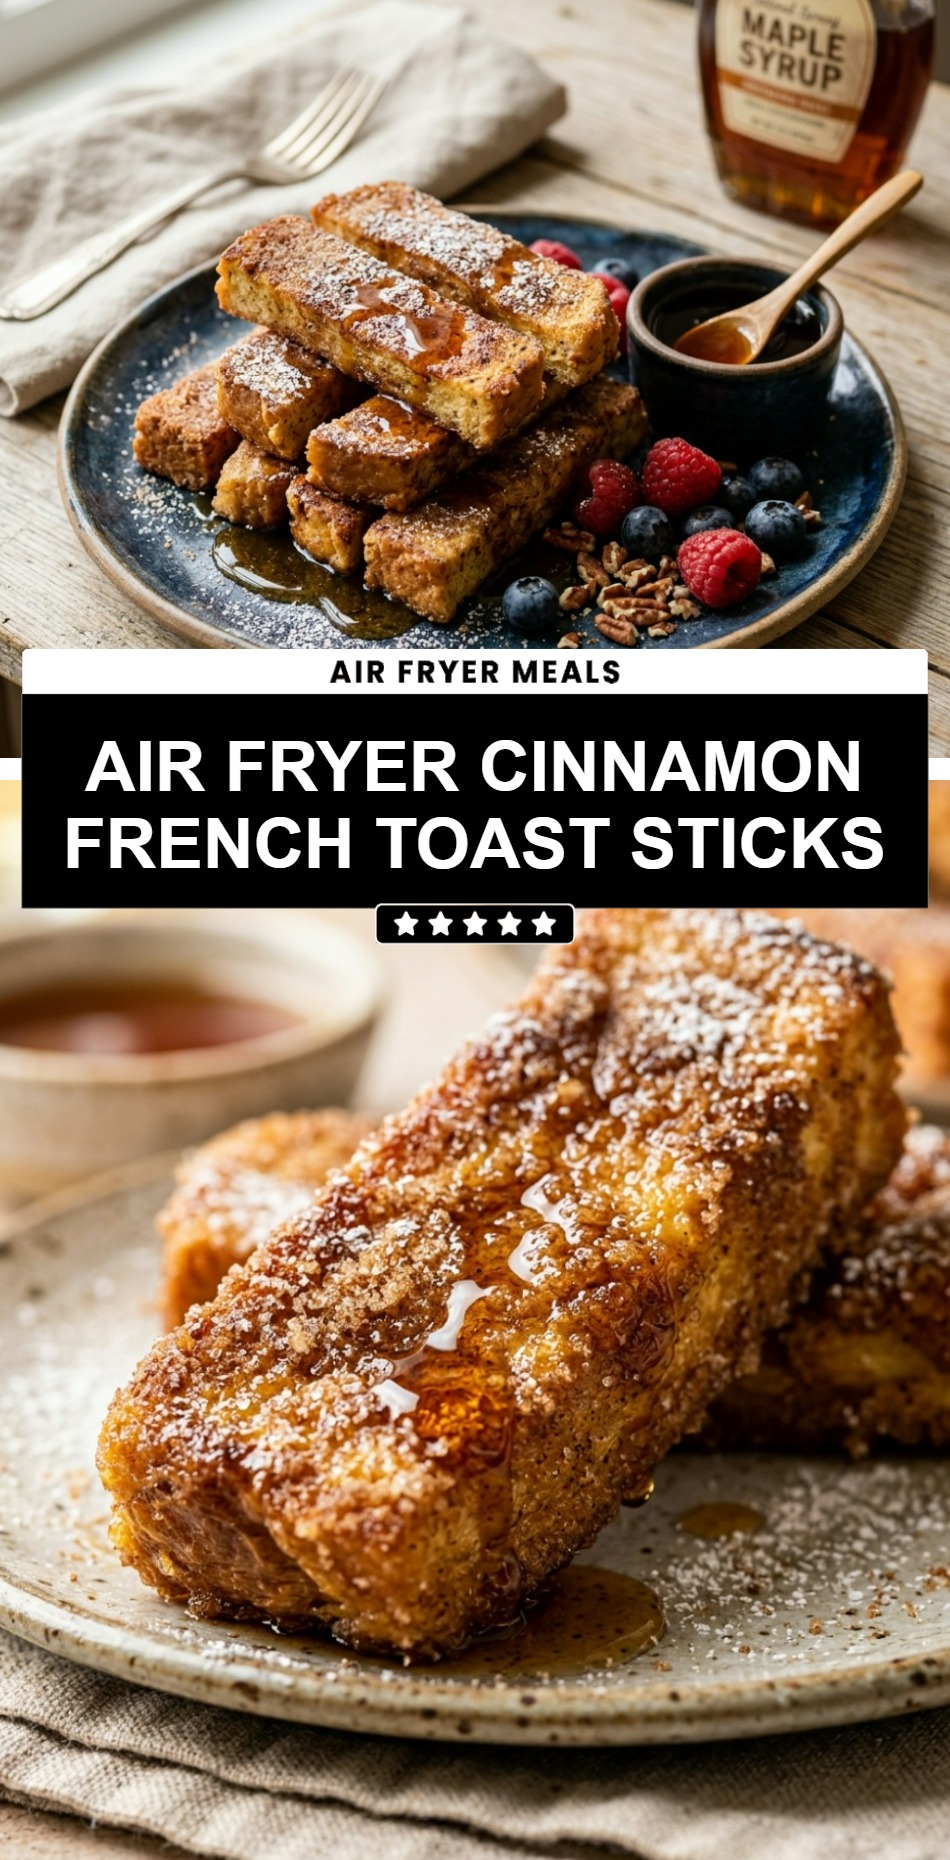 MAPLE
SYRUP
AIR FRYER MEALS
AIR FRYER CINNAMON
FRENCH TOAST STICKS